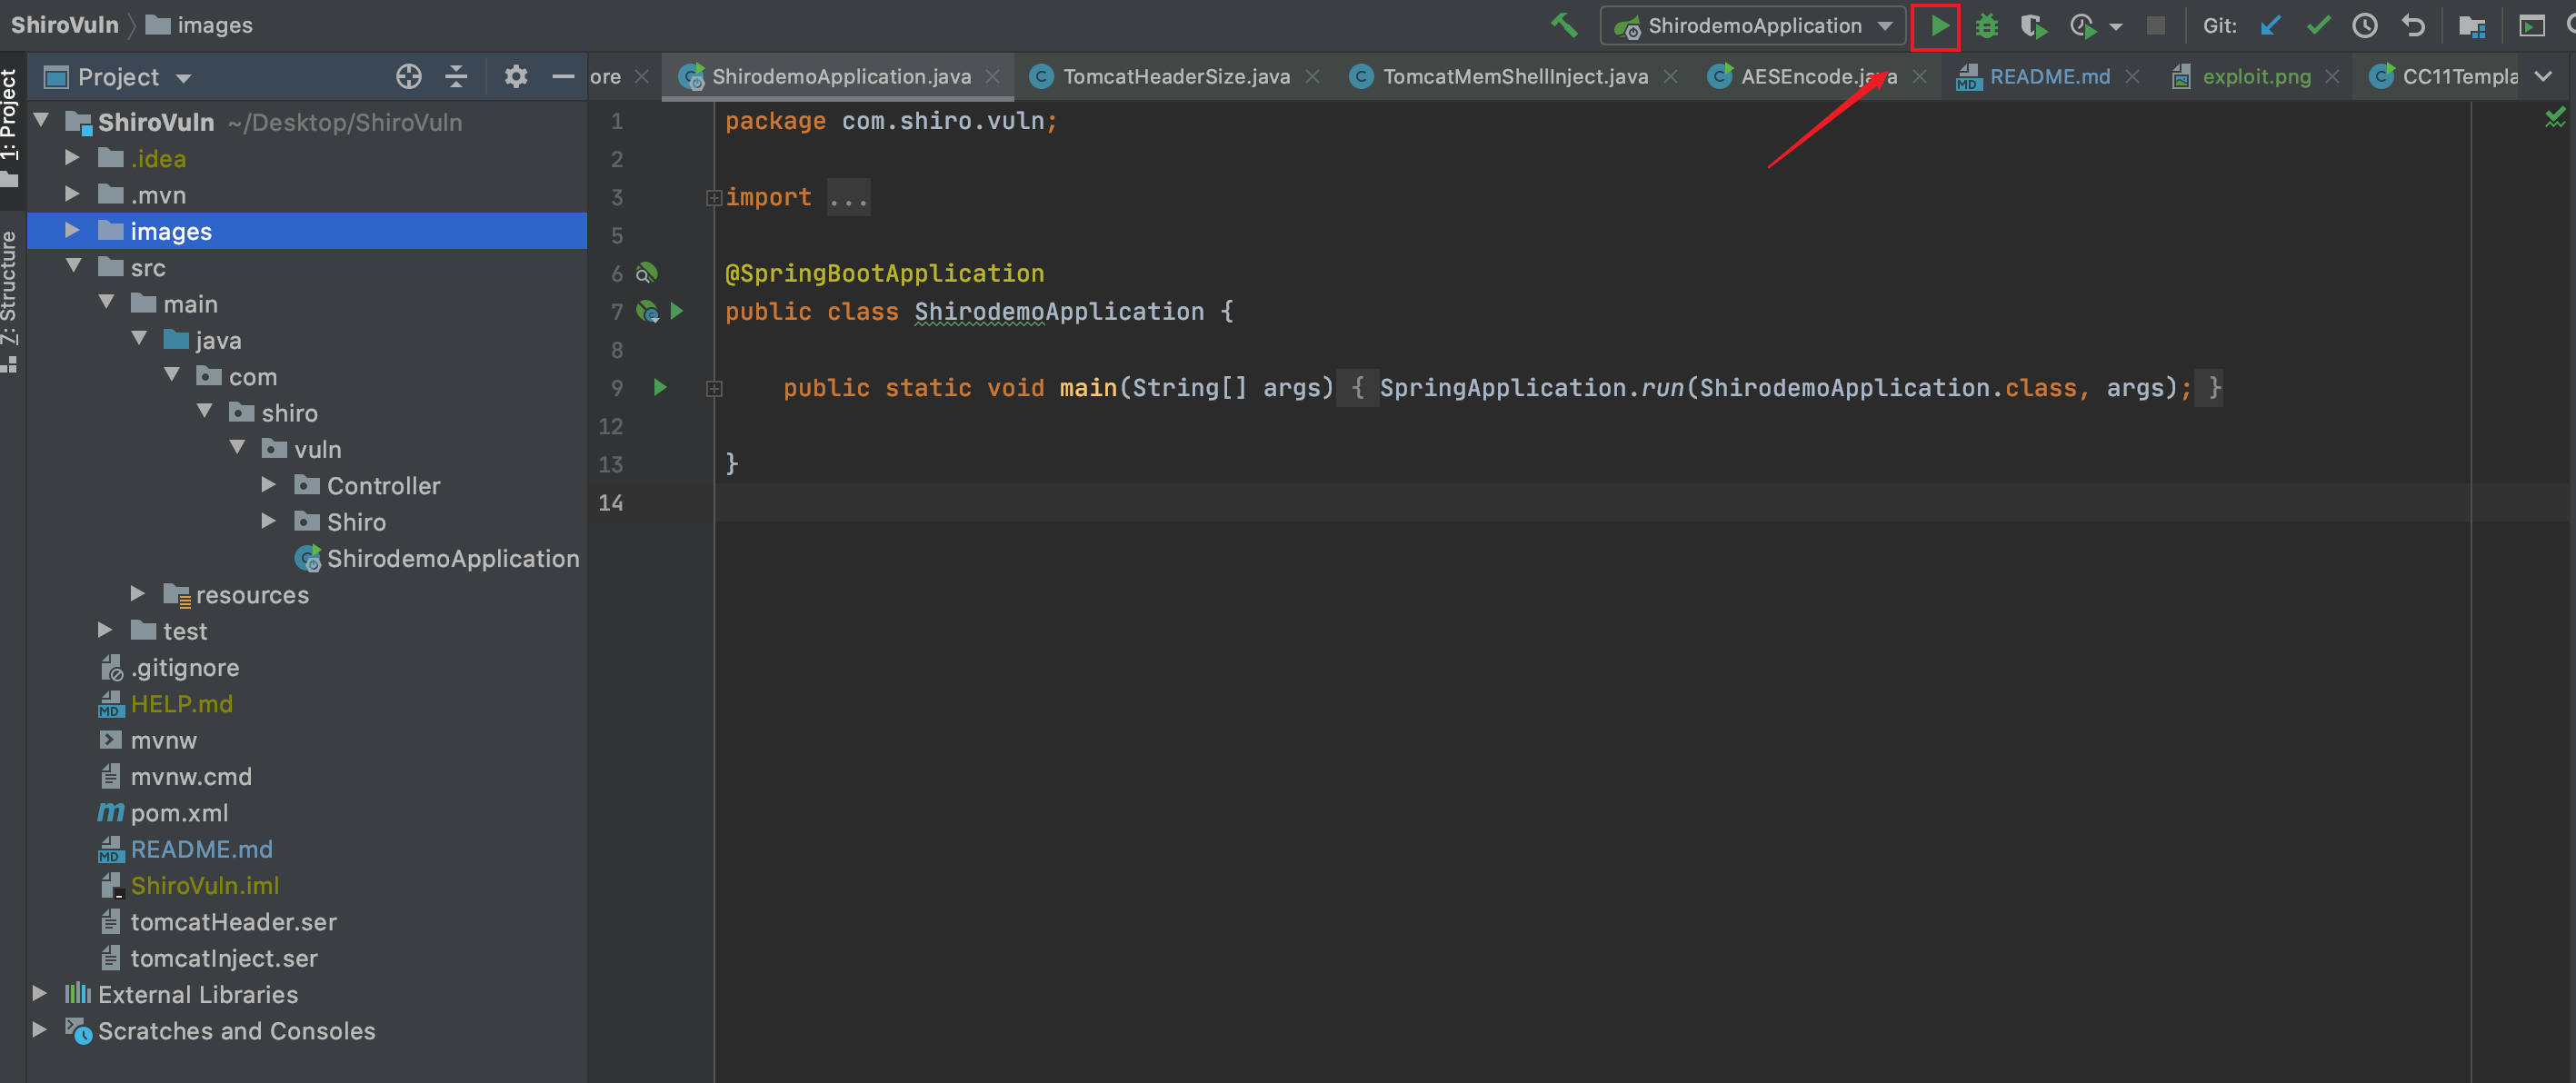 ShiroVuln images
ShirodemoApplication Git:
Project
ore ShirodemoApplication.java TomcatHeaderSize.java TomcatMemShellInject.java AESEncode.java README.md exploit.png CC11Templa
1: Project
7: Structure
ShiroVuln ~/Desktop/ShiroVuln
.idea
.mvn
images
src
main
java
com
shiro
vuln
Controller
Shiro
ShirodemoApplication
resources
test
.gitignore
HELP.md
mvnw
mvnw.cmd
pom.xml
README.md
ShiroVuln.iml
tomcatHeader.ser
tomcatInject.ser
External Libraries
Scratches and Consoles
1 package com.shiro.vuln;
2
3 import ...
5
6 @SpringBootApplication
7 public class ShirodemoApplication {
8
9 public static void main(String[] args) { SpringApplication.run(ShirodemoApplication.class, args); }
12
13 }
14